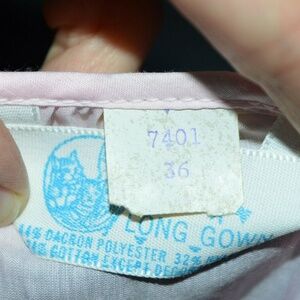 7401
36
LONG GOWN
DACRON POLYESTER 32%
COTTON EXCEPT